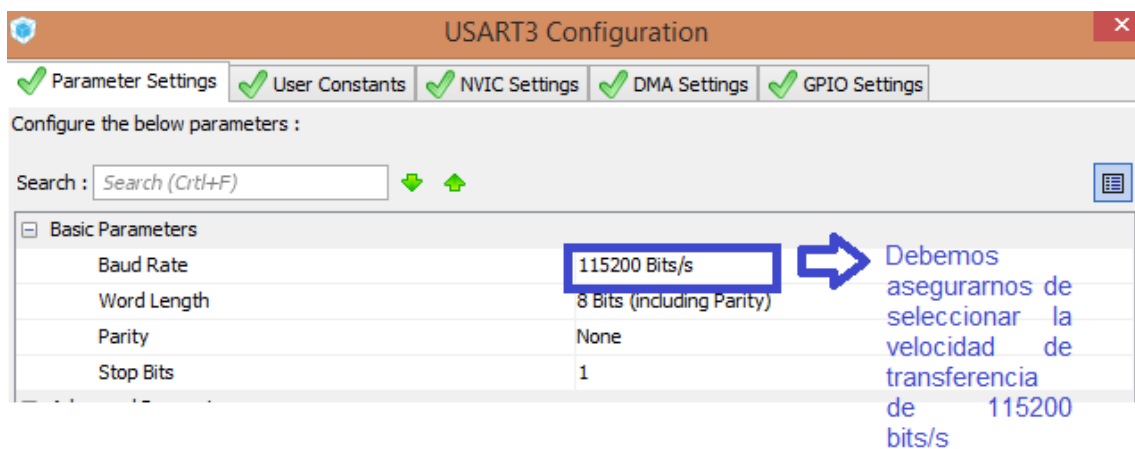 USART3 Configuration
Parameter Settings User Constants NVIC Settings DMA Settings GPIO Settings
Configure the below parameters :
Search : Search (Crtl+F)
Basic Parameters
Baud Rate 115200 Bits/s
Word Length 8 Bits (including Parity)
Parity None
Stop Bits 1
Debemos
asegurarnos de
seleccionar la
velocidad de
transferencia
de 115200
bits/s